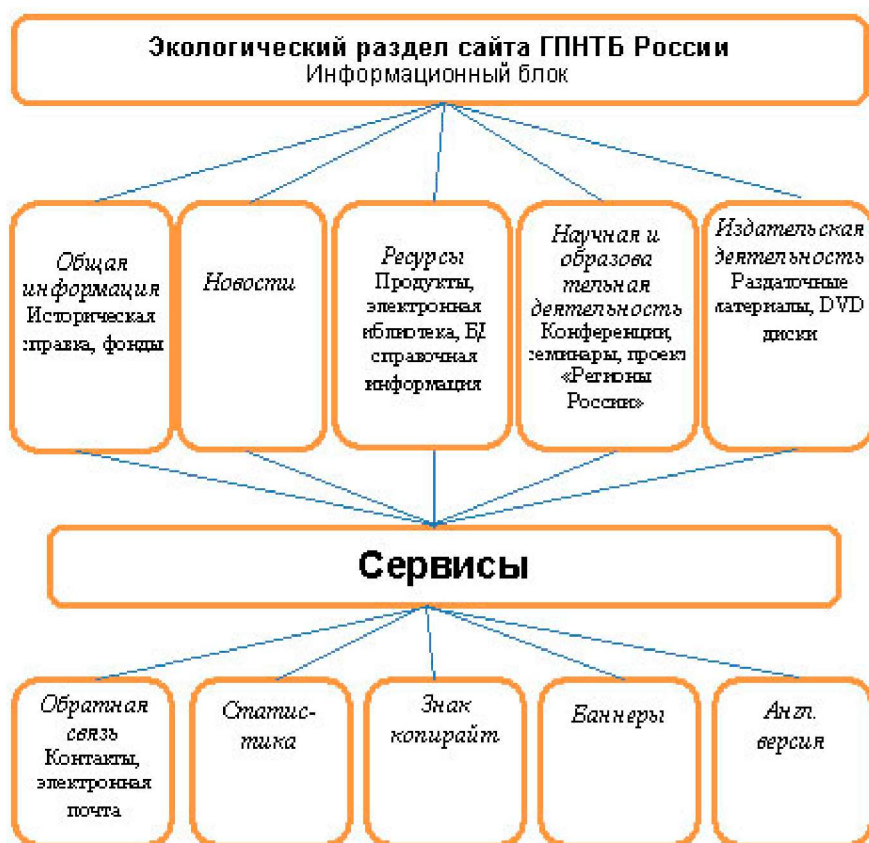 Экологический раздел сайта ГПНТБ России
Информационный блок
Общая
информация
Историческая
справка, фонды
Новости
Ресурсы
Продукты,
электронная
библиотека, БД
справочная
информация
Научная и
образова
тельная
деятельность
Конференции,
семинары, проект
«Регионы
России»
Издательская
деятельность
Раздаточные
материалы, DVD
диски
Сервисы
Обратная
связь
Контакты,
электронная
почта
Статис-
тика
Знак
копирайт
Баннеры
Англ.
версия